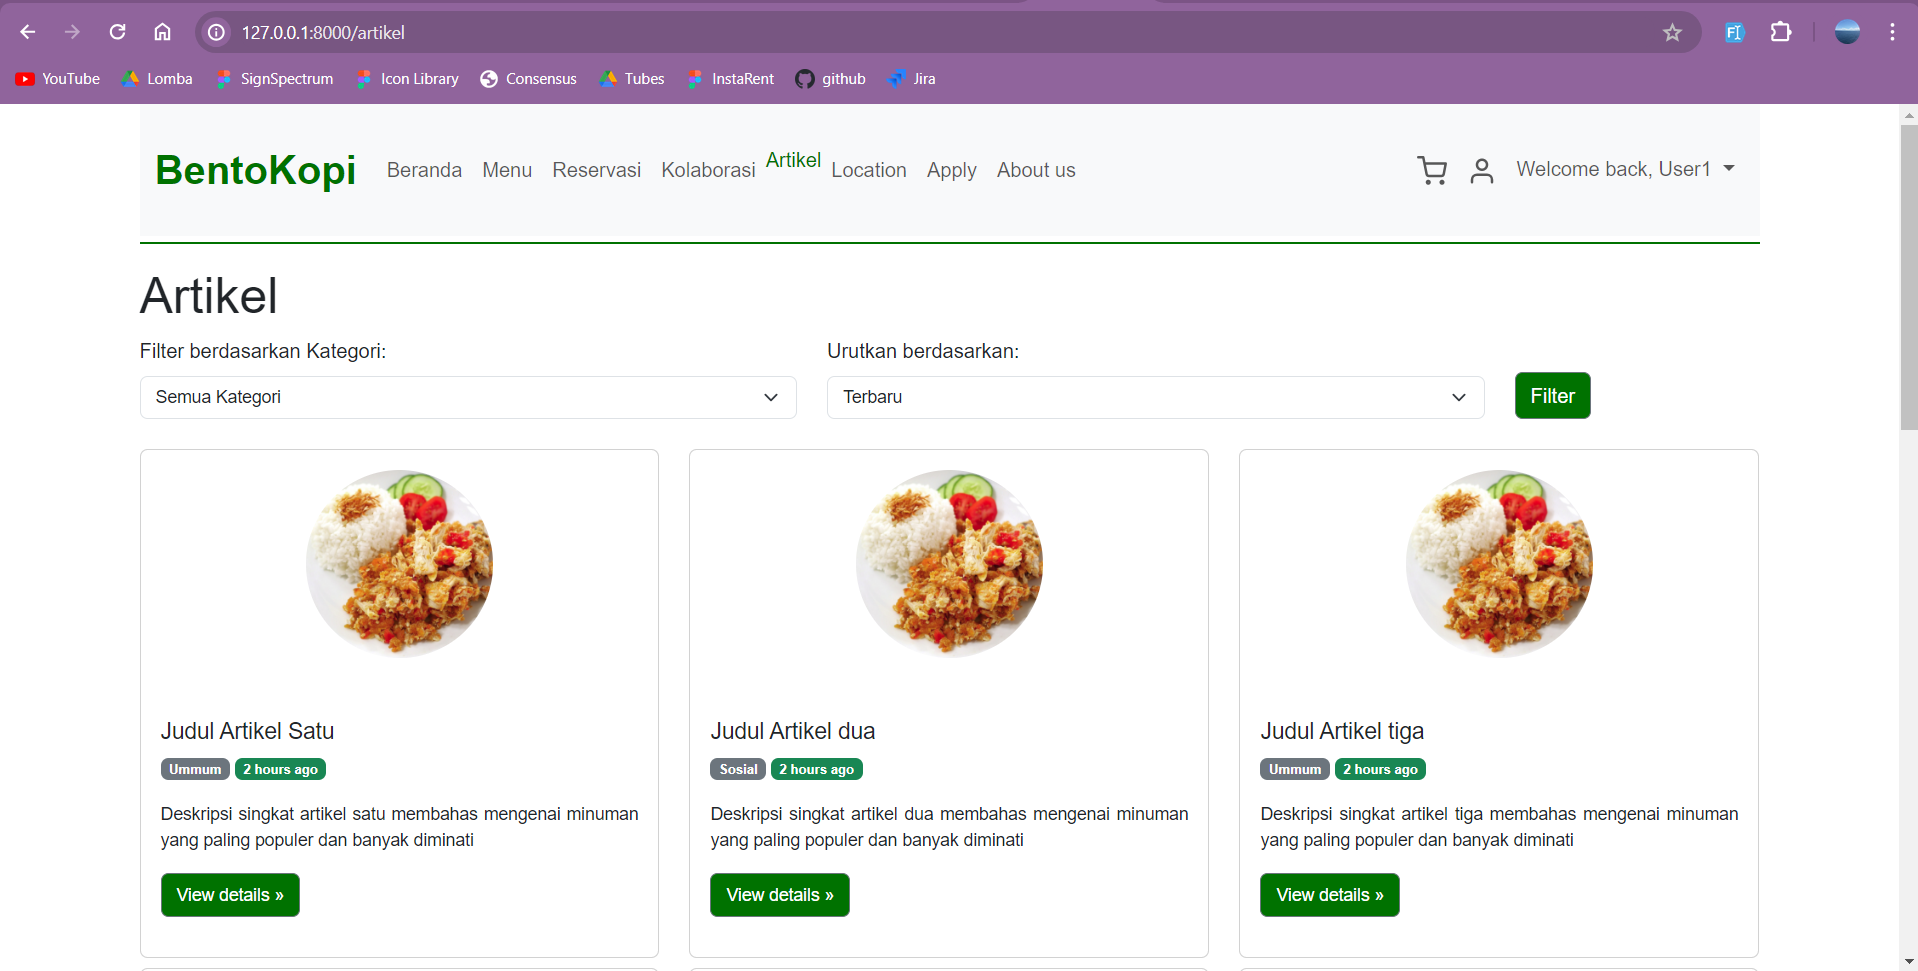 127.0.0.1:8000/artikel
YouTube Lomba SignSpectrum Icon Library Consensus Tubes InstaRent github Jira
BentoKopi Beranda Menu Reservasi Kolaborasi Artikel Location Apply About us Welcome back, User1
Artikel
Filter berdasarkan Kategori: Urutkan berdasarkan:
Semua Kategori Terbaru Filter
Judul Artikel Satu
Ummum 2 hours ago
Deskripsi singkat artikel satu membahas mengenai minuman
yang paling populer dan banyak diminati
View details »
Judul Artikel dua
Sosial 2 hours ago
Deskripsi singkat artikel dua membahas mengenai minuman
yang paling populer dan banyak diminati
View details »
Judul Artikel tiga
Ummum 2 hours ago
Deskripsi singkat artikel tiga membahas mengenai minuman
yang paling populer dan banyak diminati
View details »